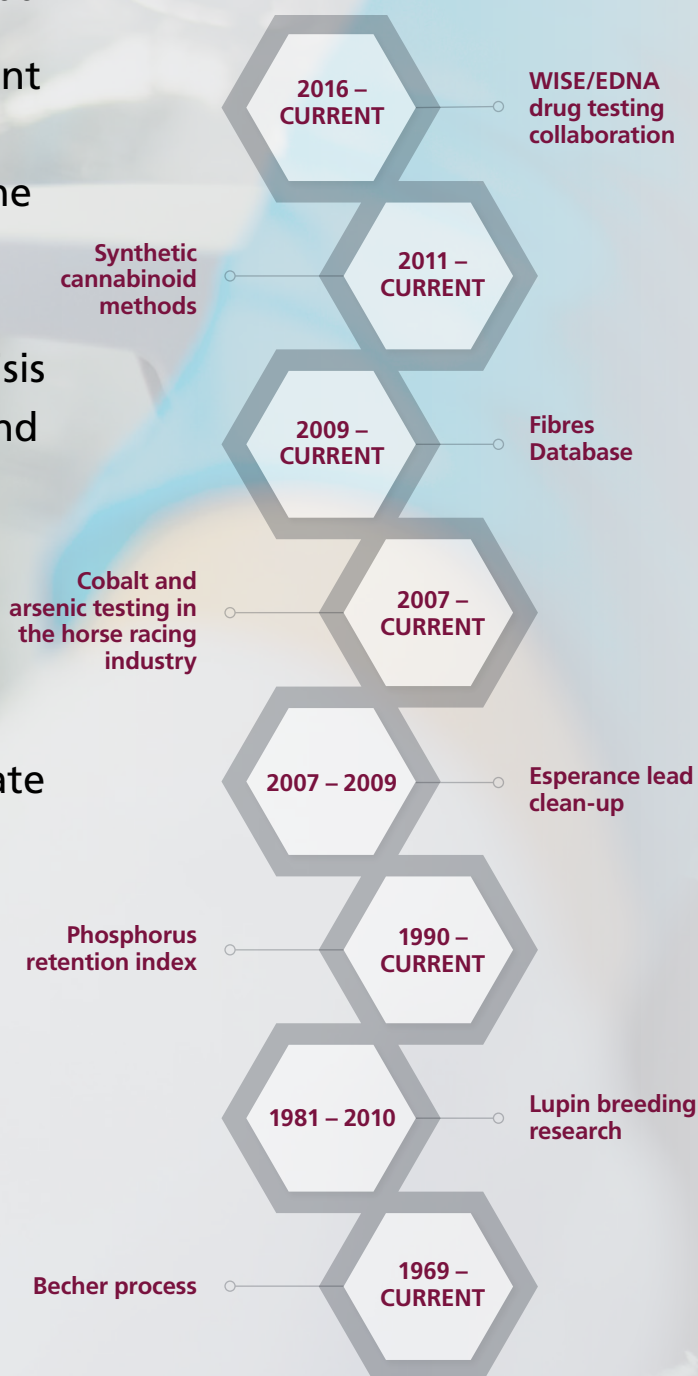 2016 –
CURRENT
WISE/EDNA
drug testing
collaboration
Synthetic
cannabinoid
methods
2011 –
CURRENT
2009 –
CURRENT
Fibres
Database
Cobalt and
arsenic testing in
the horse racing
industry
2007 –
CURRENT
2007 – 2009
Esperance lead
clean-up
Phosphorus
retention index
1990 –
CURRENT
1981 – 2010
Lupin breeding
research
Becher process
1969 –
CURRENT